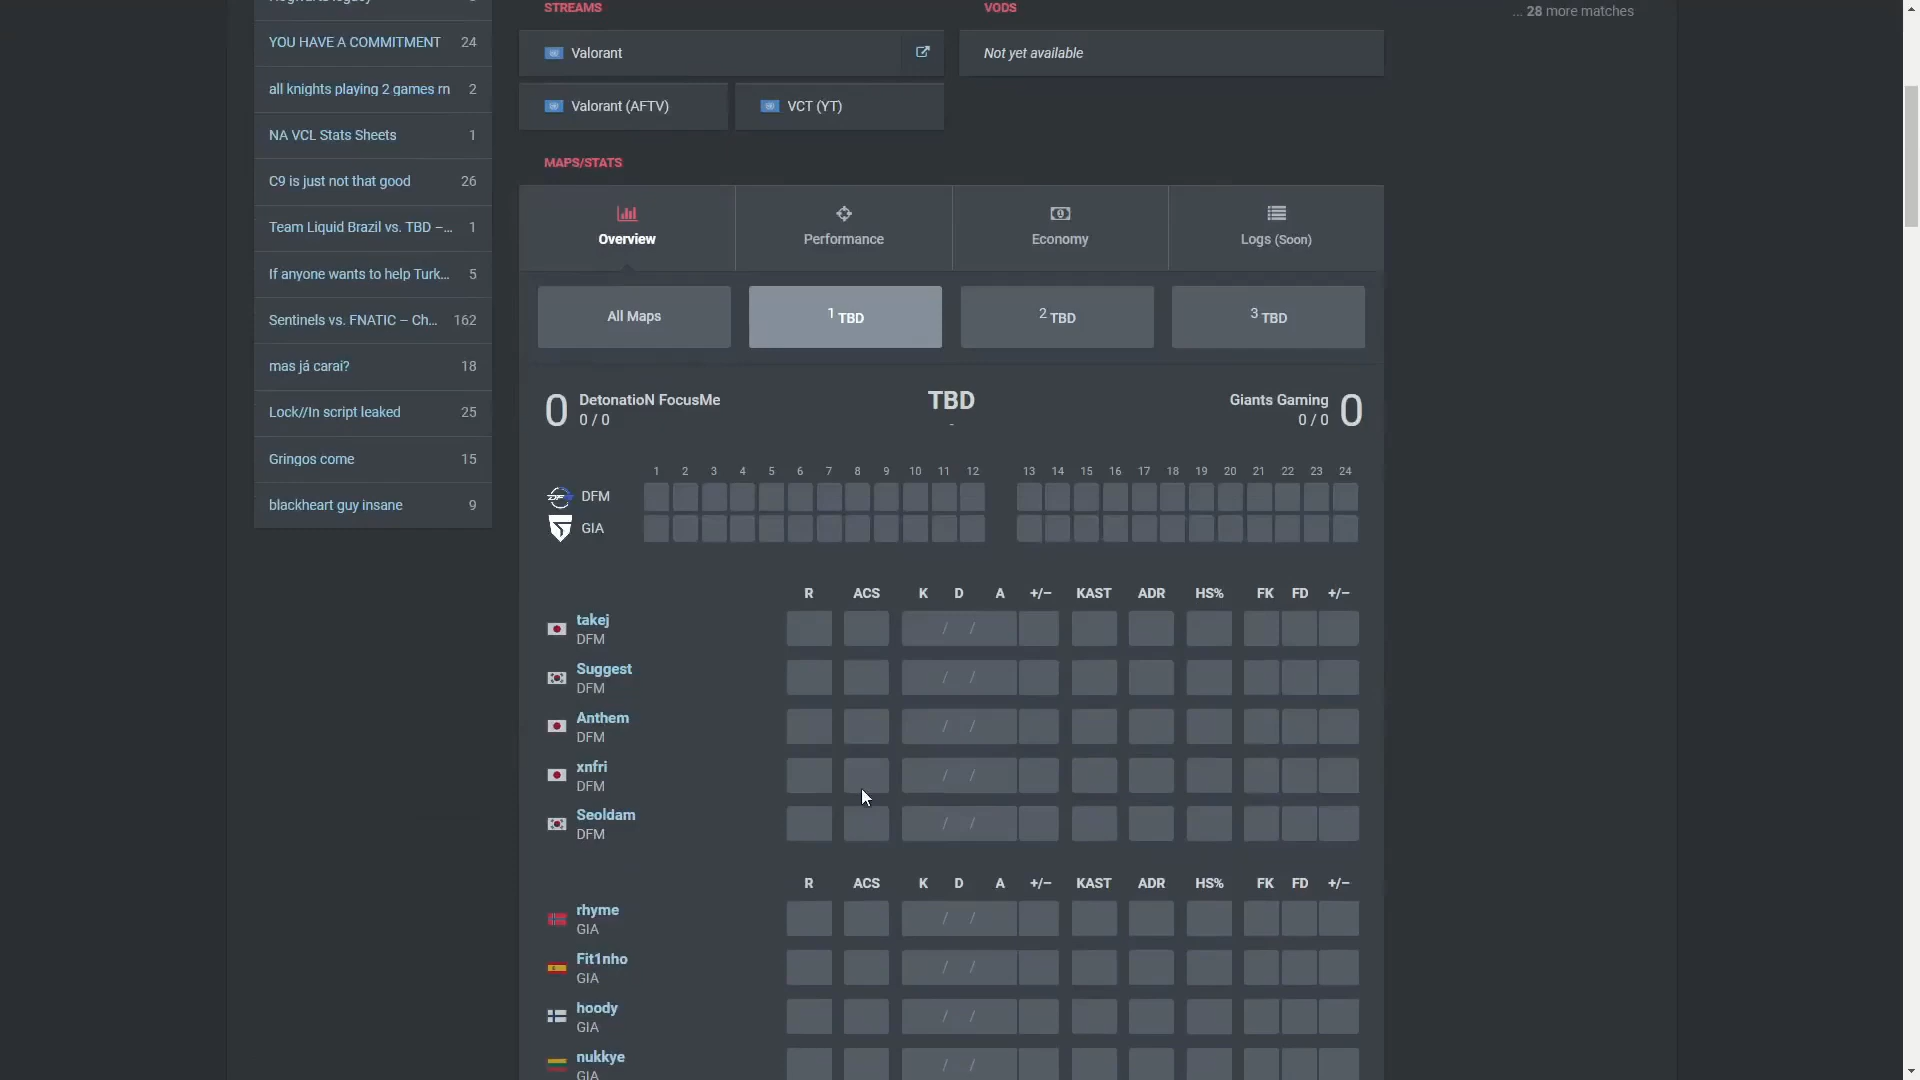 YOU HAVE A COMMITMENT 24
all knights playing 2 games rn 2
NA VCL Stats Sheets 1
C9 is just not that good 26
Team Liquid Brazil vs. TBD –... 1
If anyone wants to help Turk... 5
Sentinels vs. FNATIC – Ch... 162
mas já carai? 18
Lock//In script leaked 25
Gringos come 15
blackheart guy insane 9
STREAMS
Valorant
Valorant (AFTV) VCT (YT)
VODS
Not yet available
... 28 more matches
MAPS/STATS
Overview Performance Economy Logs (Soon)
All Maps 1 TBD 2 TBD 3 TBD
0 DetonatioN FocusMe TBD Giants Gaming 0
0 / 0 - 0 / 0
1 2 3 4 5 6 7 8 9 10 11 12 13 14 15 16 17 18 19 20 21 22 23 24
DFM
GIA
R ACS K D A +/– KAST ADR HS% FK FD +/–
takej
DFM / /
Suggest
DFM / /
Anthem
DFM / /
xnfri
DFM / /
Seoldam
DFM / /
R ACS K D A +/– KAST ADR HS% FK FD +/–
rhyme
GIA / /
Fit1nho
GIA / /
hoody
GIA / /
nukkye
GIA / /